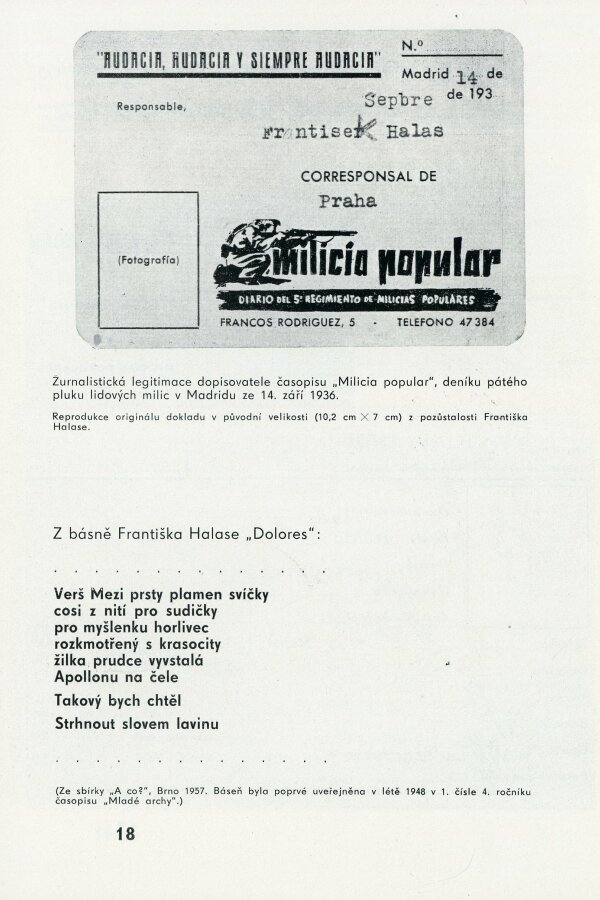 "AUDACIA, AUDACIA Y SIEMPRE AUDACIA"
N.º
Madrid 14 de
Sepbre de 193
Responsable,
Frantisek Halas
CORRESPONSAL DE
Praha
(Fotografía)
milicia popular
DIARIO DEL 5º REGIMIENTO DE MILICIAS POPULARES
FRANCOS RODRIGUEZ, 5 - TELEFONO 47384
Žurnalistická legitimace dopisovatele časopisu „Milicia popular“, deníku pátého
pluku lidových milic v Madridu ze 14. září 1936.
Reprodukce originálu dokladu v původní velikosti (10,2 cm × 7 cm) z pozůstalosti Františka
Halase.
Z básně Františka Halase „Dolores“:
. . . . . . . . . . . . . .
Verš Mezi prsty plamen svíčky
cosi z nití pro sudičky
pro myšlenku horlivec
rozkmotřený s krasocity
žilka prudce vyvstalá
Apollonu na čele
Takový bych chtěl
Strhnout slovem lavinu
. . . . . . . . . . . . . .
(Ze sbírky „A co?“, Brno 1957. Báseň byla poprvé uveřejněna v létě 1948 v 1. čísle 4. ročníku
časopisu „Mladé archy“.)
18